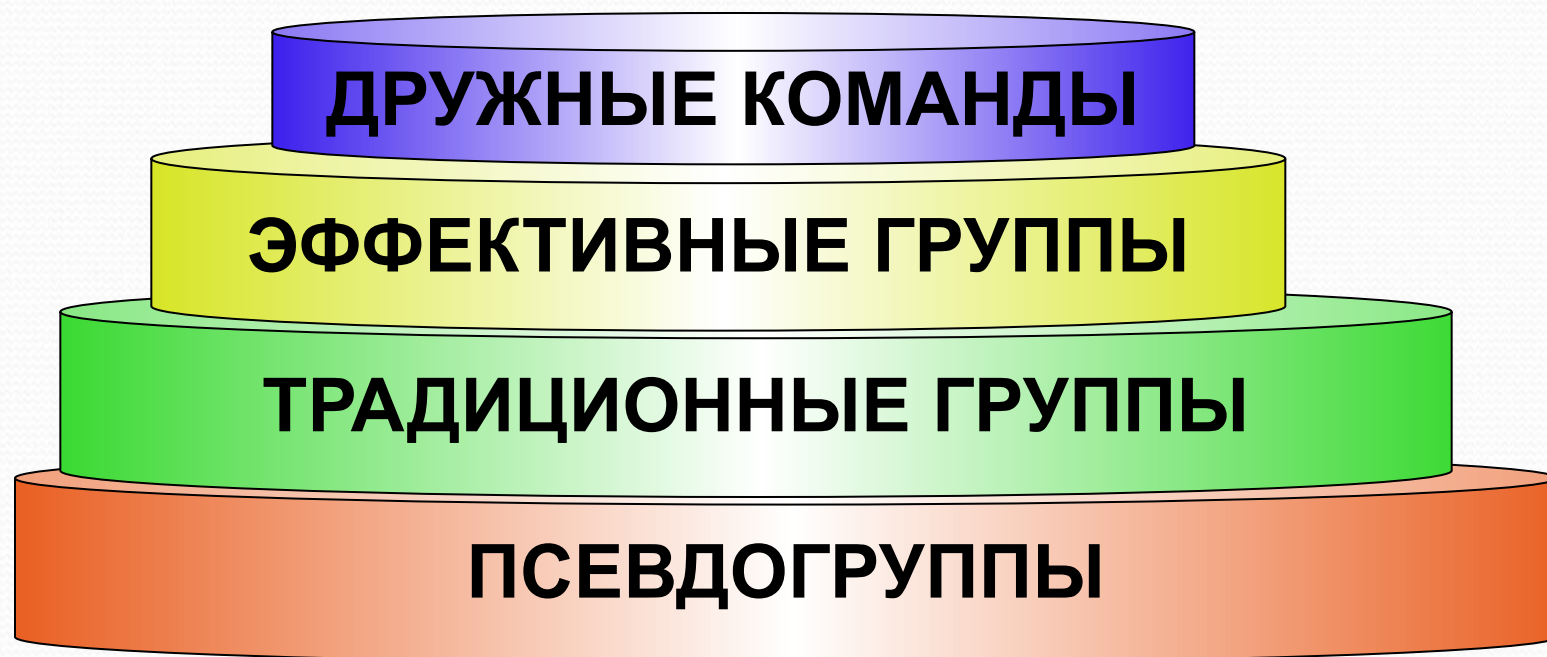 ДРУЖНЫЕ КОМАНДЫ
ЭФФЕКТИВНЫЕ ГРУППЫ
ТРАДИЦИОННЫЕ ГРУППЫ
ПСЕВДОГРУППЫ